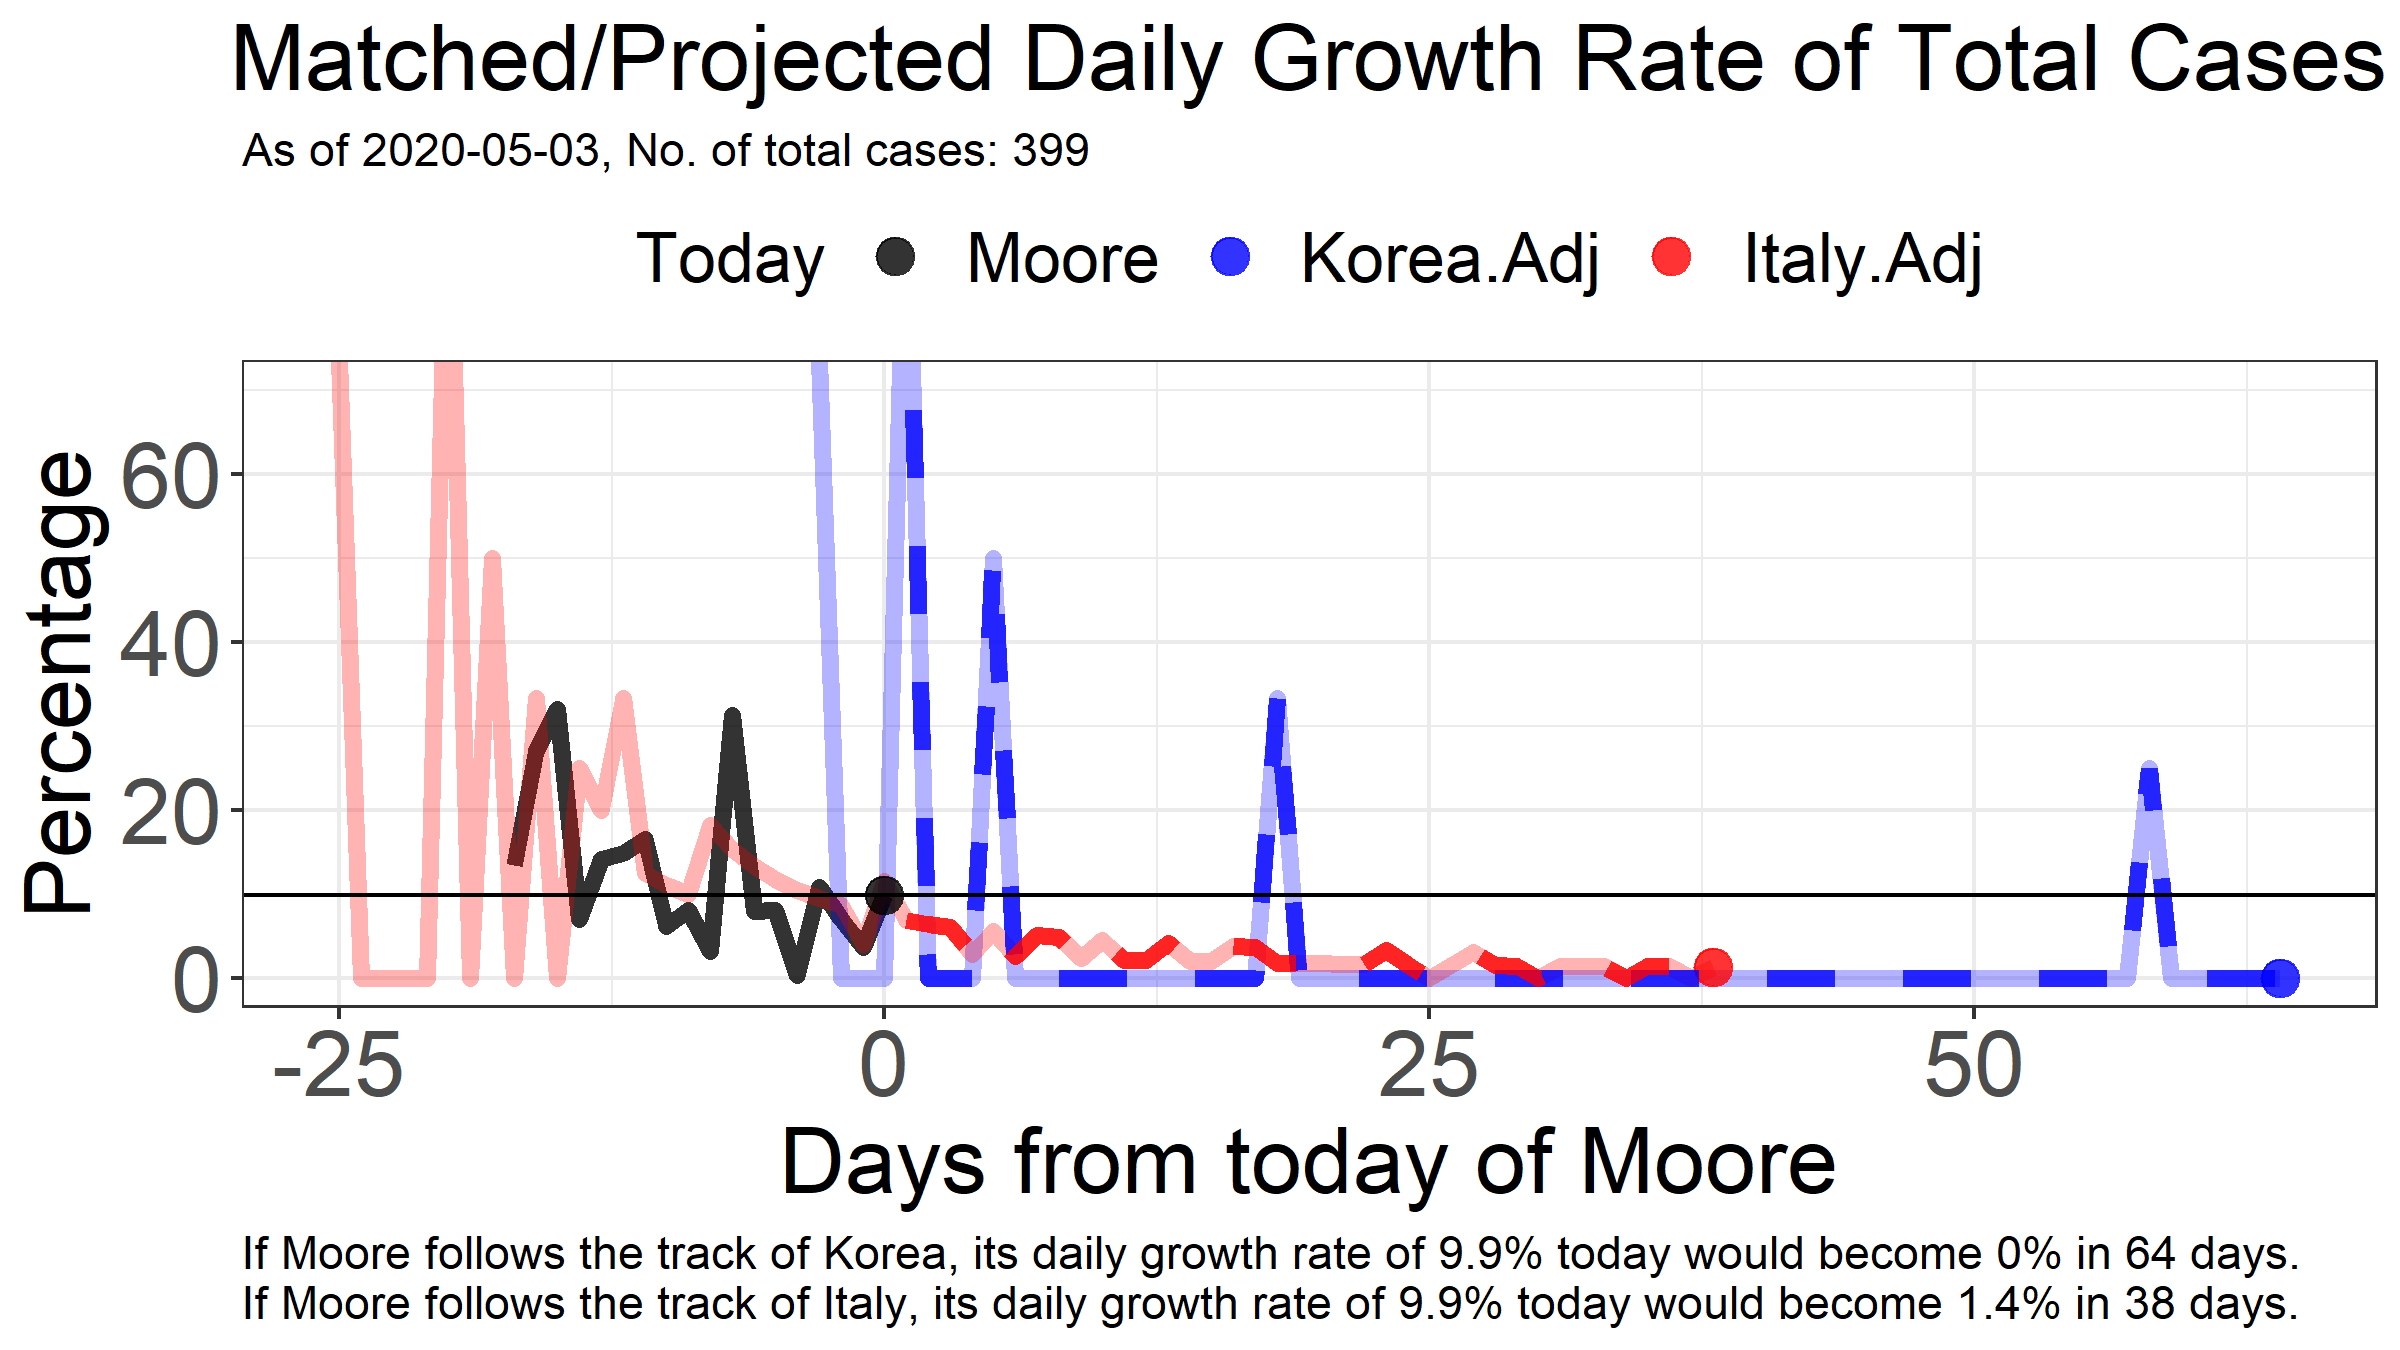 Matched/Projected Daily Growth Rate of Total Cases
As of 2020-05-03, No. of total cases: 399
Today Moore Korea.Adj Italy.Adj
Percentage
60
40
20
0
-25 0 25 50
Days from today of Moore
If Moore follows the track of Korea, its daily growth rate of 9.9% today would become 0% in 64 days.
If Moore follows the track of Italy, its daily growth rate of 9.9% today would become 1.4% in 38 days.